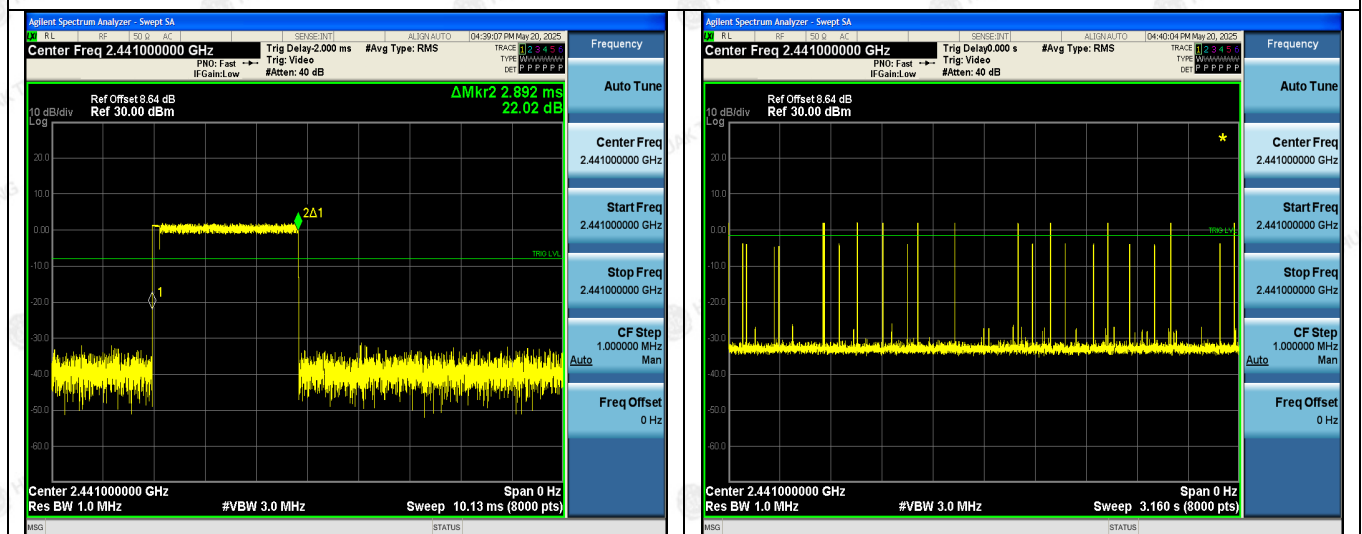 Agilent Spectrum Analyzer - Swept SA
LXI RL RF 50 Ω AC SENSE:INT ALIGN AUTO 04:39:07 PM May 20, 2025
Center Freq 2.441000000 GHz
Trig Delay-2.000 ms #Avg Type: RMS
TRACE 1 2 3 4 5 6
PNO: Fast
Trig: Video
TYPE
IFGain:Low
#Atten: 40 dB
DET P P P P P P
Frequency
Auto Tune
Center Freq
2.441000000 GHz
Start Freq
2.441000000 GHz
Stop Freq
2.441000000 GHz
CF Step
1.000000 MHz
Auto Man
Freq Offset
0 Hz
ΔMkr2 2.892 ms
22.02 dB
Ref Offset 8.64 dB
10 dB/div Ref 30.00 dBm
Log
20.0
10.0
0.00
-10.0
-20.0
-30.0
-40.0
-50.0
-60.0
2Δ1
1
TRIG LVL
Center 2.441000000 GHz Span 0 Hz
Res BW 1.0 MHz #VBW 3.0 MHz Sweep 10.13 ms (8000 pts)
MSG STATUS
Agilent Spectrum Analyzer - Swept SA
LXI RL RF 50 Ω AC SENSE:INT ALIGN AUTO 04:40:04 PM May 20, 2025
Center Freq 2.441000000 GHz
Trig Delay0.000 s #Avg Type: RMS
TRACE 1 2 3 4 5 6
PNO: Fast
Trig: Video
TYPE
IFGain:Low
#Atten: 40 dB
DET P P P P P P
Frequency
Auto Tune
Center Freq
2.441000000 GHz
Start Freq
2.441000000 GHz
Stop Freq
2.441000000 GHz
CF Step
1.000000 MHz
Auto Man
Freq Offset
0 Hz
Ref Offset 8.64 dB
10 dB/div Ref 30.00 dBm
Log
20.0
10.0
0.00
-10.0
-20.0
-30.0
-40.0
-50.0
-60.0
*
TRIG LVL
Center 2.441000000 GHz Span 0 Hz
Res BW 1.0 MHz #VBW 3.0 MHz Sweep 3.160 s (8000 pts)
MSG STATUS